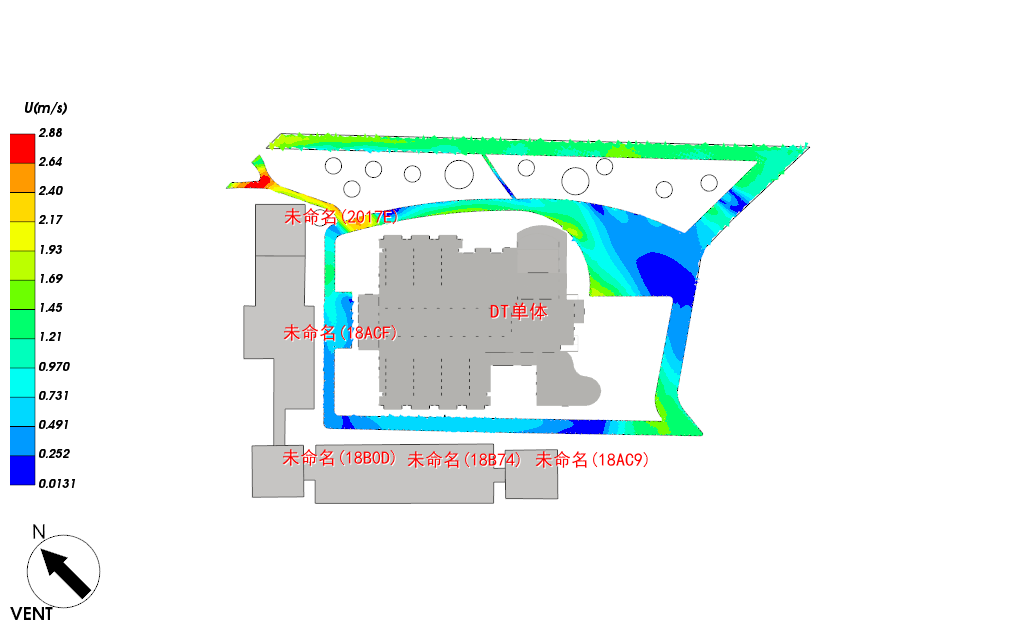 U(m/s)
2.88
2.64
2.40
2.17
1.93
1.69
1.45
1.21
0.970
0.731
0.491
0.252
0.0131
未命名(2017E)
DT单体
未命名(18ACF)
未命名(18B0D)
未命名(18B74)
未命名(18AC9)
N
VENT